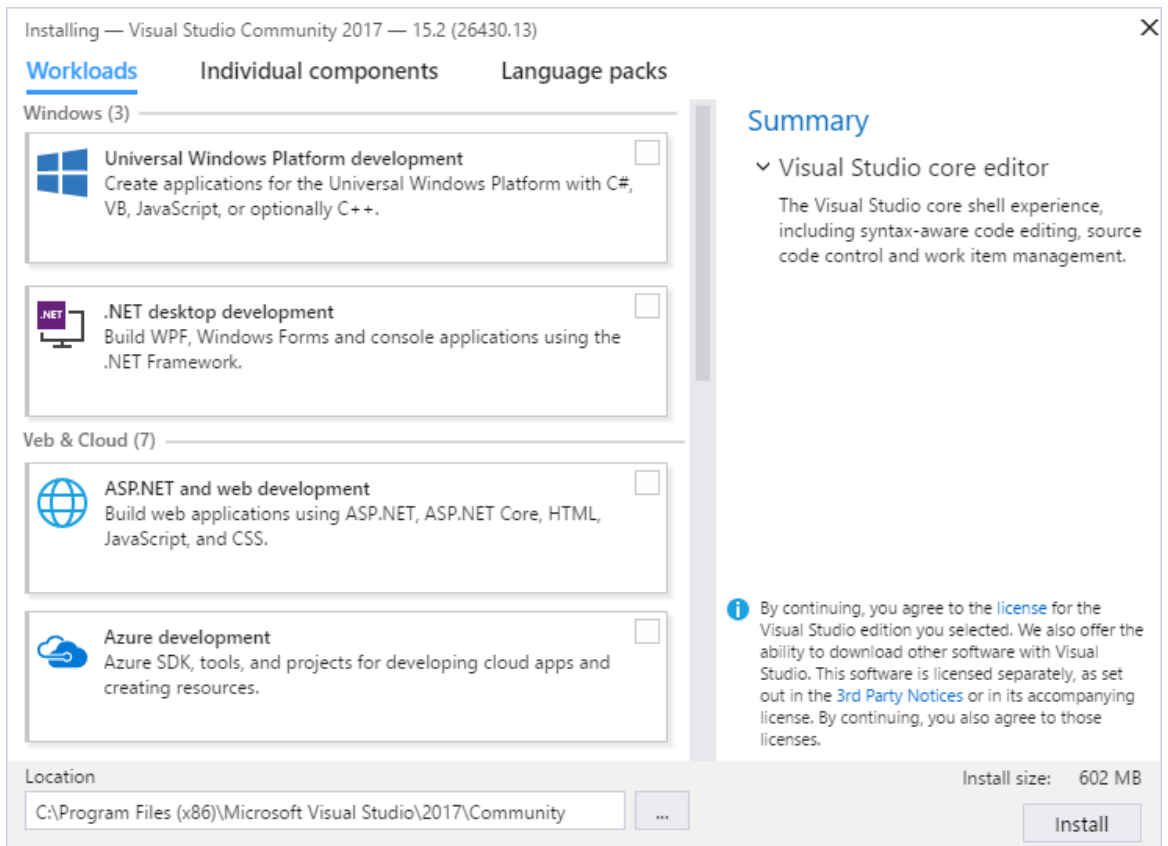 Installing — Visual Studio Community 2017 — 15.2 (26430.13)
Workloads Individual components Language packs
Windows (3)
Universal Windows Platform development
Create applications for the Universal Windows Platform with C#,
VB, JavaScript, or optionally C++.
.NET
.NET desktop development
Build WPF, Windows Forms and console applications using the
.NET Framework.
Veb & Cloud (7)
ASP.NET and web development
Build web applications using ASP.NET, ASP.NET Core, HTML,
JavaScript, and CSS.
Azure development
Azure SDK, tools, and projects for developing cloud apps and
creating resources.
Summary
Visual Studio core editor
The Visual Studio core shell experience,
including syntax-aware code editing, source
code control and work item management.
By continuing, you agree to the license for the
Visual Studio edition you selected. We also offer the
ability to download other software with Visual
Studio. This software is licensed separately, as set
out in the 3rd Party Notices or in its accompanying
license. By continuing, you also agree to those
licenses.
Location
C:\Program Files (x86)\Microsoft Visual Studio\2017\Community
...
Install size: 602 MB
Install